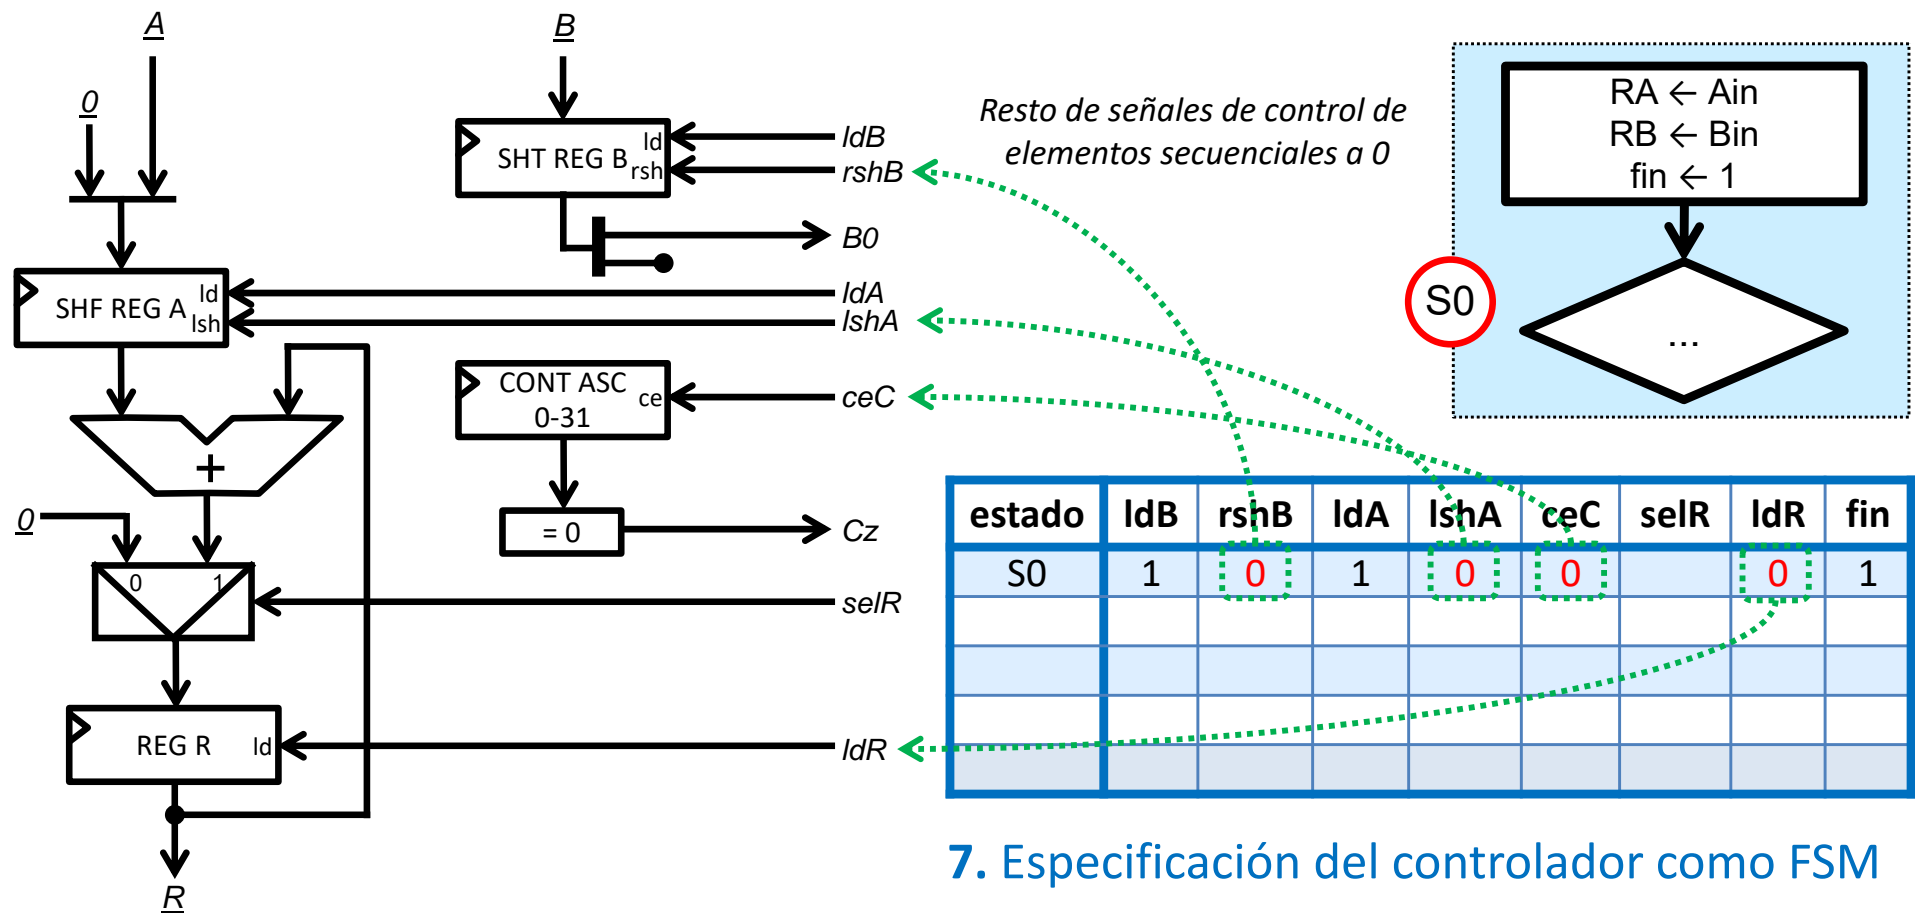 A
0
B
SHT REG B
ld
rsh
ldB
rshB
B0
SHF REG A
ld
lsh
ldA
lshA
CONT ASC
0-31
ce
ceC
= 0
Cz
+
0
0 1
selR
REG R
ld
ldR
R
Resto de señales de control de
elementos secuenciales a 0
RA ← Ain
RB ← Bin
fin ← 1
S0
...
estado ldB rshB ldA lshA ceC selR ldR fin
S0 1 0 1 0 0 0 1
7. Especificación del controlador como FSM